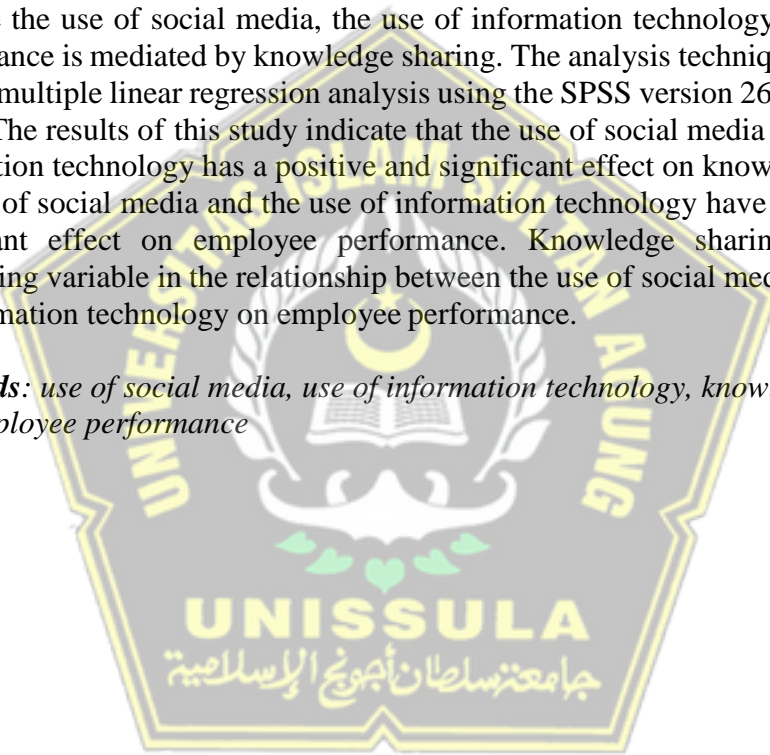 the use of social media, the use of information technology
ance is mediated by knowledge sharing. The analysis techniq
multiple linear regression analysis using the SPSS version 26
The results of this study indicate that the use of social media
tion technology has a positive and significant effect on know
of social media and the use of information technology have
ant effect on employee performance. Knowledge sharin
ing variable in the relationship between the use of social med
mation technology on employee performance.
ds: use of social media, use of information technology, know
ployee performance
UNIVERSITAS ISLAM SULTAN AGUNG
UNISSULA
جامعة سلطان أجونج الإسلامية